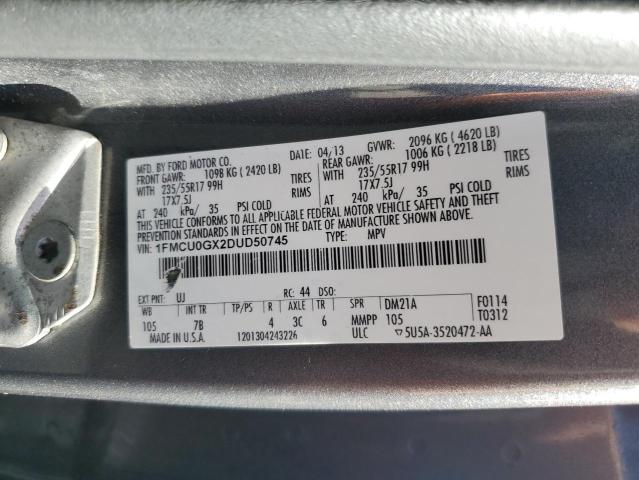 MFD. BY FORD MOTOR CO. DATE: 04/13 GVWR: 2096 KG ( 4620 LB)
FRONT GAWR: 1098 KG ( 2420 LB) REAR GAWR: 1006 KG ( 2218 LB)
WITH 235/55R17 99H TIRES WITH 235/55R17 99H TIRES
17X7.5J RIMS 17X7.5J RIMS
AT 240 kPa/ 35 PSI COLD AT 240 kPa/ 35 PSI COLD
THIS VEHICLE CONFORMS TO ALL APPLICABLE FEDERAL MOTOR VEHICLE SAFETY AND THEFT
PREVENTION STANDARDS IN EFFECT ON THE DATE OF MANUFACTURE SHOWN ABOVE.
VIN: 1FMCU0GX2DUD50745 TYPE: MPV
EXT PNT: UJ RC: 44 DSO:
WB INT TR TP/PS R AXLE TR SPR DM21A F0114
105 7B 4 3C 6 MMPP 105 T0312
MADE IN U.S.A. 1201304243226 ULC ▽5U5A-3520472-AA